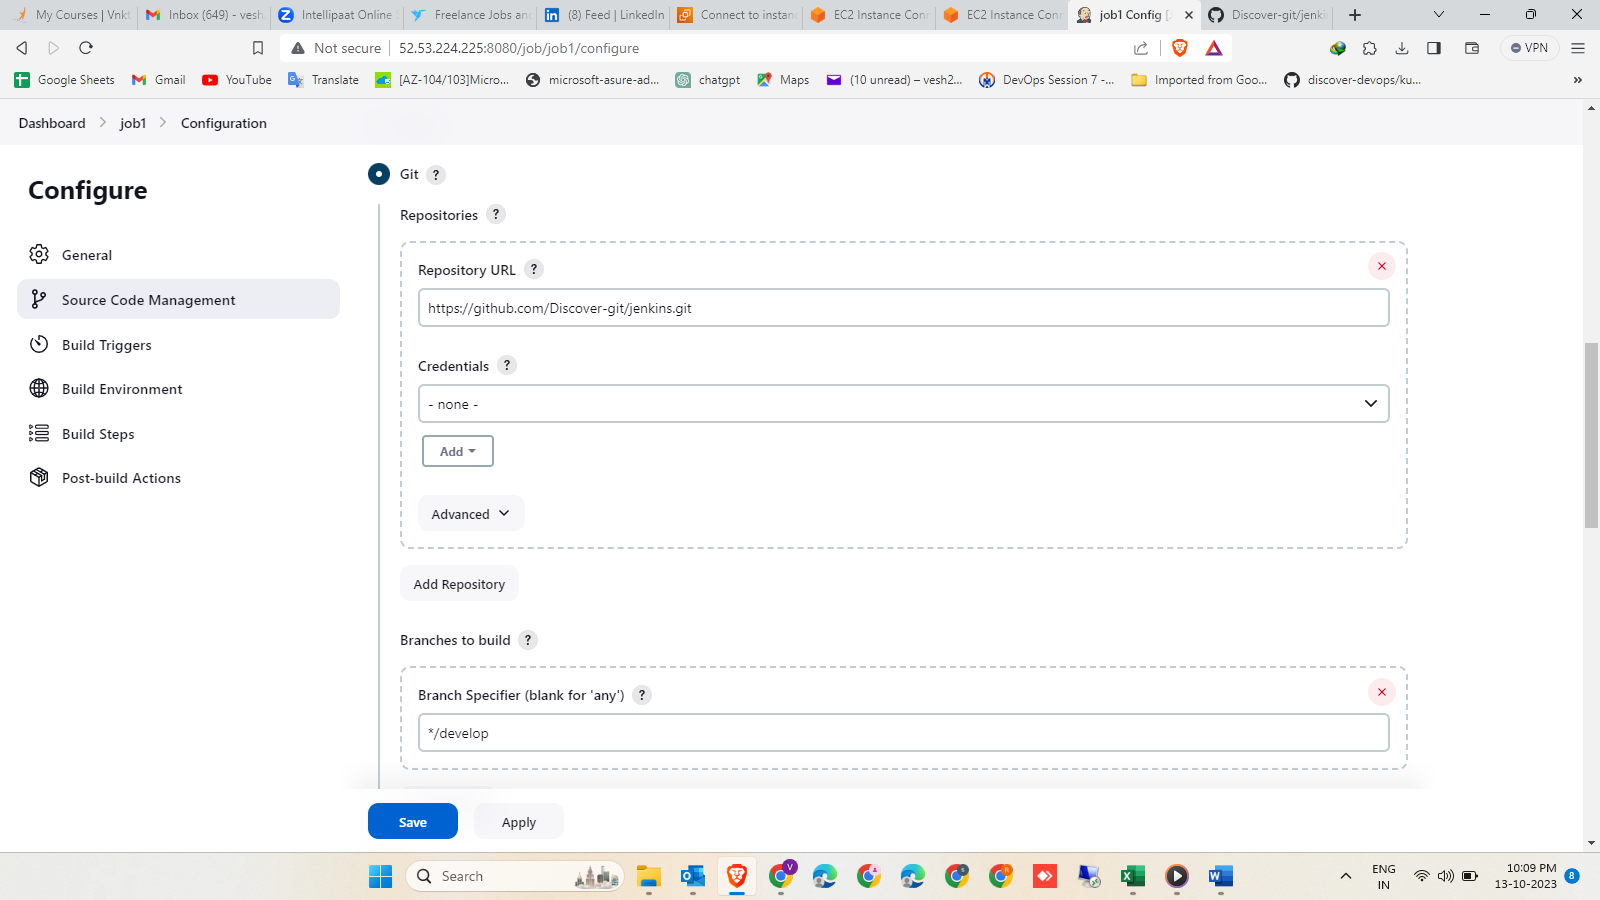 My Courses | Vnkt
Inbox (649) - vesh.
Intellipaat Online
Freelance Jobs an
(8) Feed | LinkedIn
Connect to instan
EC2 Instance Conn
EC2 Instance Conn
job1 Config [
Discover-git/jenki
Not secure
52.53.224.225:8080/job/job1/configure
VPN
Google Sheets
Gmail
YouTube
Translate
[AZ-104/103]Micro...
microsoft-asure-ad...
chatgpt
Maps
(10 unread) – vesh2...
DevOps Session 7 -...
Imported from Goo...
discover-devops/ku...
»
Dashboard > job1 > Configuration
Configure
General
Source Code Management
Build Triggers
Build Environment
Build Steps
Post-build Actions
Git ?
Repositories ?
Repository URL ?
https://github.com/Discover-git/jenkins.git
Credentials ?
- none -
Add
Advanced
Add Repository
Branches to build ?
Branch Specifier (blank for 'any') ?
*/develop
Save
Apply
Search
ENG
IN
10:09 PM
13-10-2023
8